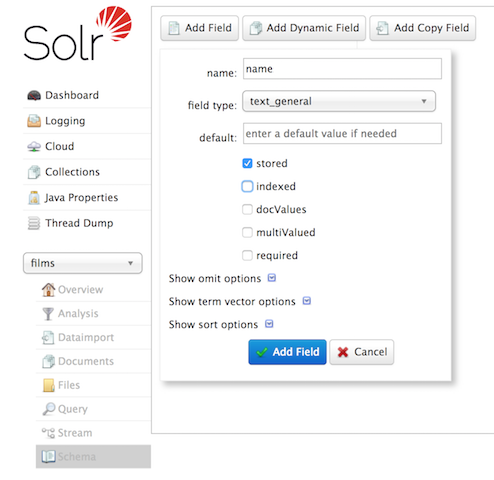 Solr
Add Field Add Dynamic Field Add Copy Field
name: name
field type: text_general
default: enter a default value if needed
stored
indexed
docValues
multiValued
required
Show omit options
Show term vector options
Show sort options
Add Field Cancel
Dashboard
Logging
Cloud
Collections
Java Properties
Thread Dump
films
Overview
Analysis
Dataimport
Documents
Files
Query
Stream
Schema